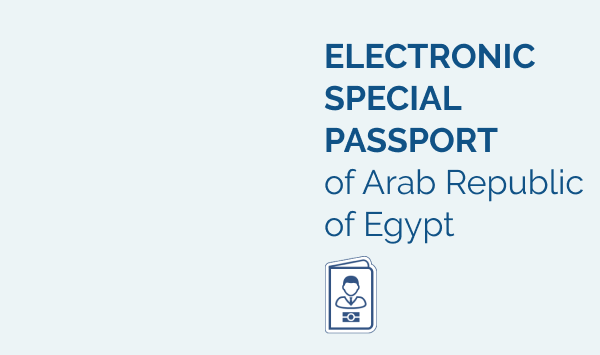 ELECTRONIC
SPECIAL
PASSPORT
of Arab Republic
of Egypt